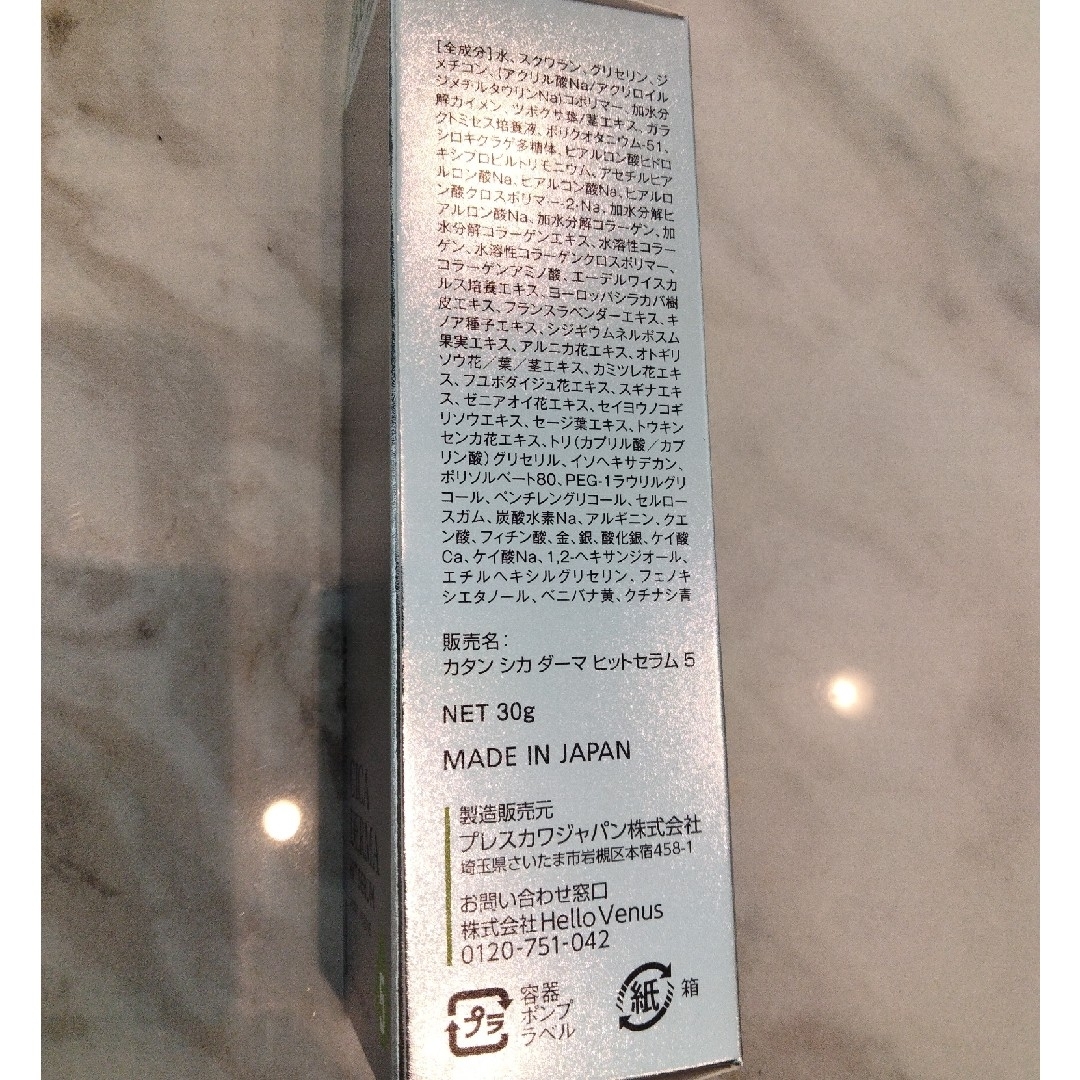 [全成分]水、スクワラン、グリセリン、ジ
メチコン、(アクリル酸Na/アクリロイル
ジメチルタウリンNa)コポリマー、加水分
解カイメン、ツボクサ葉/茎エキス、ガラ
クトミセス培養液、ポリクオタニウム-51、
シロキクラゲ多糖体、ヒアルロン酸ヒドロ
キシプロピルトリモニウム、アセチルヒア
ルロン酸Na、ヒアルロン酸Na、ヒアルロ
ン酸クロスポリマー-2-Na、加水分解ヒ
アルロン酸Na、加水分解コラーゲン、加
水分解コラーゲンエキス、水溶性コラー
ゲン、水溶性コラーゲンクロスポリマー、
コラーゲンアミノ酸、エーデルワイスカ
ルス培養エキス、ヨーロッパシラカバ樹
皮エキス、フランスラベンダーエキス、キ
ノア種子エキス、シジギウムネルボスム
果実エキス、アルニカ花エキス、オトギリ
ソウ花/葉/茎エキス、カミツレ花エキ
ス、フユボダイジュ花エキス、スギナエキ
ス、ゼニアオイ花エキス、セイヨウノコギ
リソウエキス、セージ葉エキス、トウキン
センカ花エキス、トリ(カプリル酸/カプ
リン酸)グリセリル、イソヘキサデカン、
ポリソルベート80、PEG-1ラウリルグリ
コール、ペンチレングリコール、セルロー
スガム、炭酸水素Na、アルギニン、クエ
ン酸、フィチン酸、金、銀、酸化銀、ケイ酸
Ca、ケイ酸Na、1,2-ヘキサンジオール、
エチルヘキシルグリセリン、フェノキ
シエタノール、ベニバナ黄、クチナシ青
販売名:
カタン シカ ダーマ ヒットセラム 5
NET 30g
MADE IN JAPAN
製造販売元
プレスカワジャパン株式会社
埼玉県さいたま市岩槻区本宿458-1
お問い合わせ窓口
株式会社Hello Venus
0120-751-042
プラ
容器
ポンプ
ラベル
紙
箱